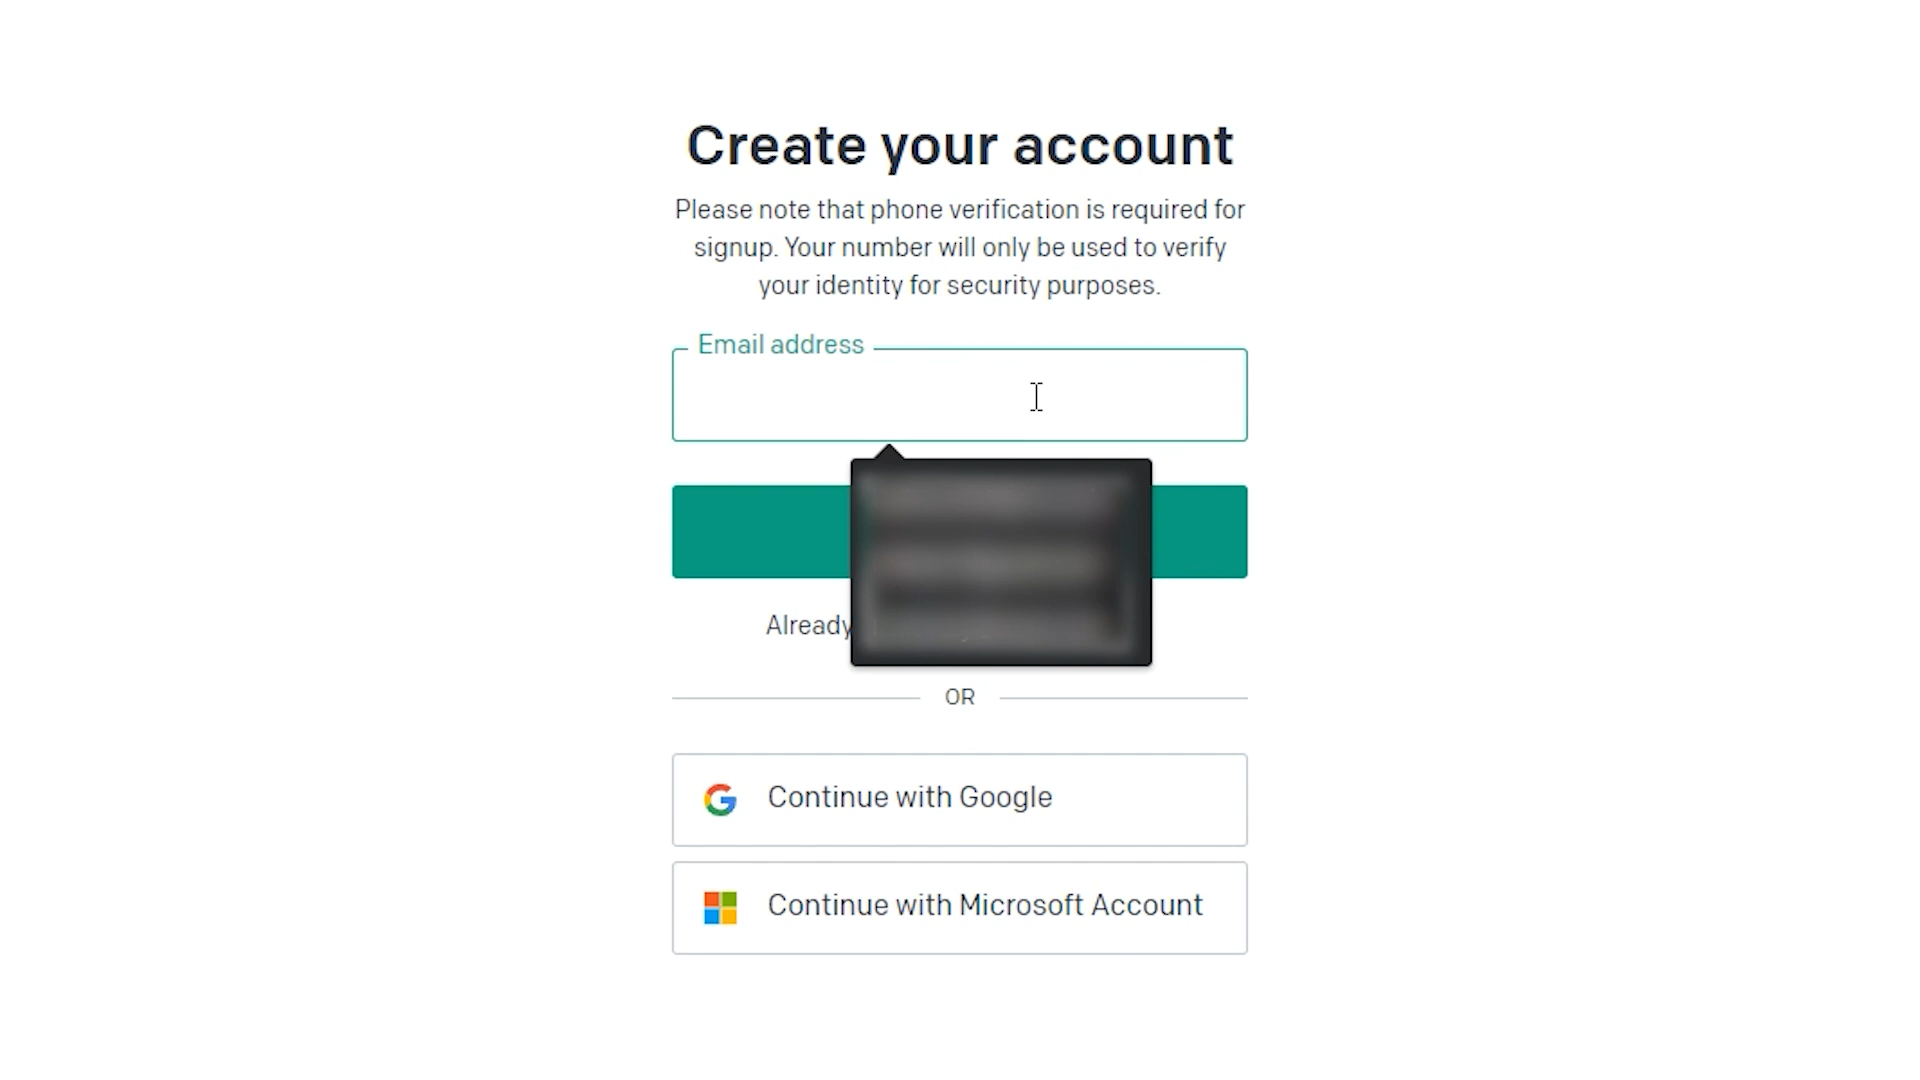 Create your account
Please note that phone verification is required for
signup. Your number will only be used to verify
your identity for security purposes.
Email address
Already
OR
Continue with Google
Continue with Microsoft Account